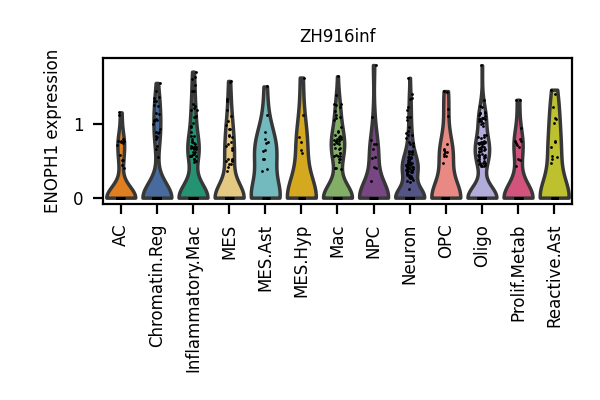 ZH916inf
ENOPH1 expression
1
0
AC
Chromatin.Reg
Inflammatory.Mac
MES
MES.Ast
MES.Hyp
Mac
NPC
Neuron
OPC
Oligo
Prolif.Metab
Reactive.Ast